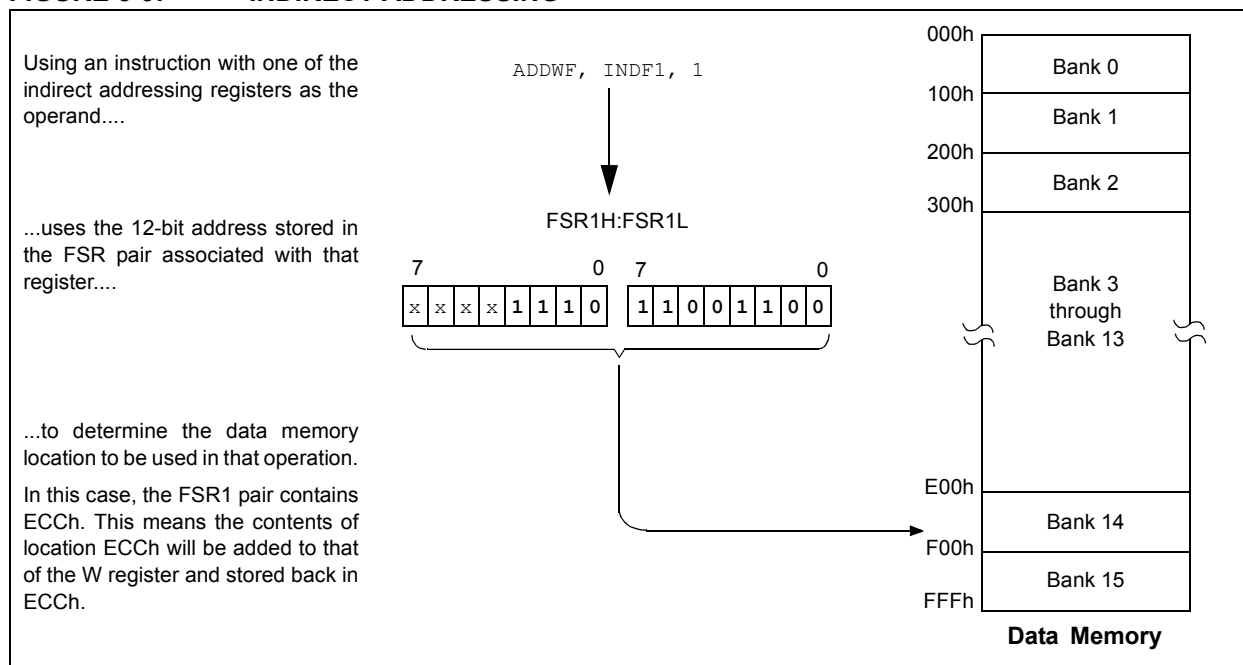 Using an instruction with one of the
indirect addressing registers as the
operand....
ADDWF, INDF1, 1
...uses the 12-bit address stored in
the FSR pair associated with that
register....
FSR1H:FSR1L
7 0 7 0
x x x x 1 1 1 0 1 1 0 0 1 1 0 0
...to determine the data memory
location to be used in that operation.
In this case, the FSR1 pair contains
ECCh. This means the contents of
location ECCh will be added to that
of the W register and stored back in
ECCh.
000h
Bank 0
100h
Bank 1
200h
Bank 2
300h
Bank 3
through
Bank 13
E00h
Bank 14
F00h
Bank 15
FFFh
Data Memory